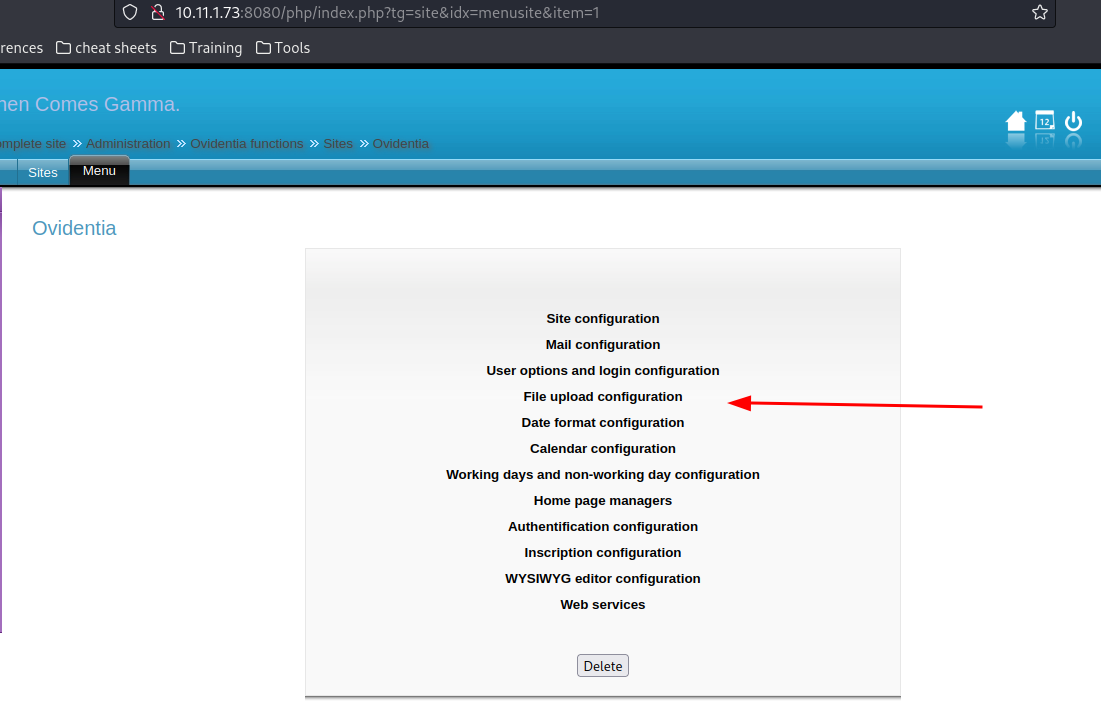 10.11.1.73:8080/php/index.php?tg=site&idx=menusite&item=1
cheat sheets Training Tools
Comes Gamma.
12
site » Administration » Ovidentia functions » Sites » Ovidentia
Sites Menu
Ovidentia
Site configuration
Mail configuration
User options and login configuration
File upload configuration
Date format configuration
Calendar configuration
Working days and non-working day configuration
Home page managers
Authentification configuration
Inscription configuration
WYSIWYG editor configuration
Web services
Delete